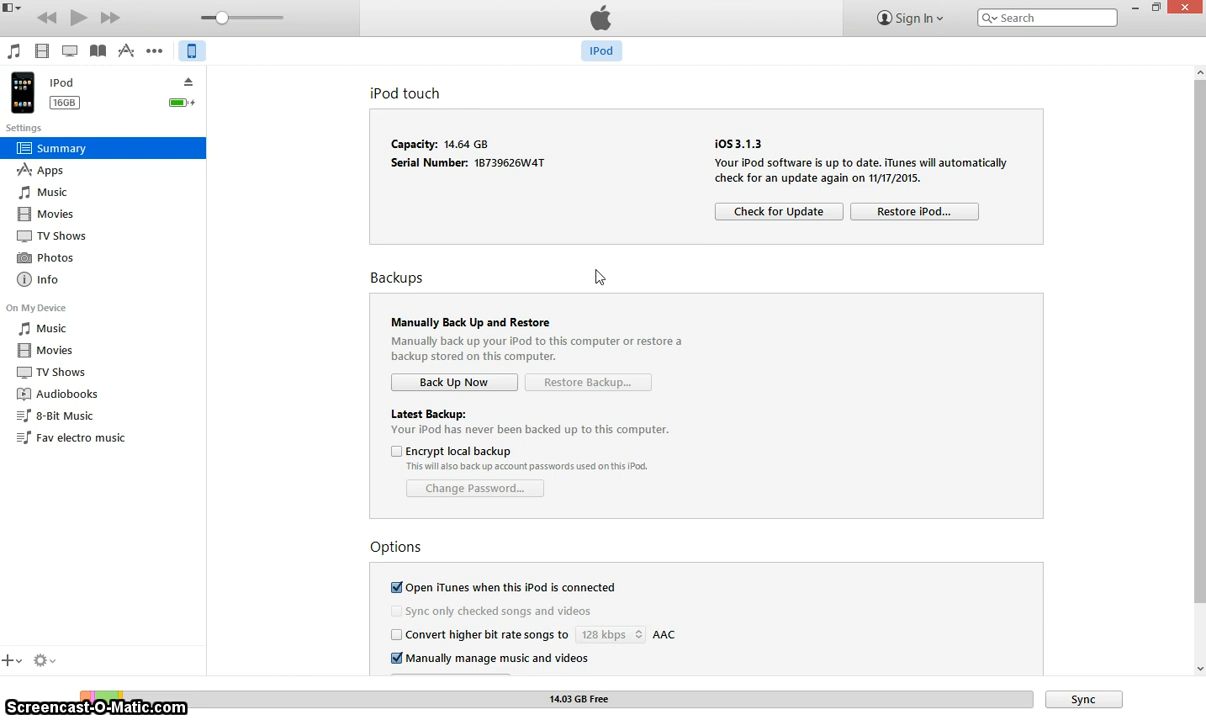 Sign In
Search
IPod
IPod
16GB
Settings
Summary
Apps
Music
Movies
TV Shows
Photos
Info
On My Device
Music
Movies
TV Shows
Audiobooks
8-Bit Music
Fav electro music
iPod touch
Capacity: 14.64 GB
Serial Number: 1B739626W4T
iOS 3.1.3
Your iPod software is up to date. iTunes will automatically
check for an update again on 11/17/2015.
Check for Update
Restore iPod...
Backups
Manually Back Up and Restore
Manually back up your iPod to this computer or restore a
backup stored on this computer.
Back Up Now
Restore Backup...
Latest Backup:
Your iPod has never been backed up to this computer.
Encrypt local backup
This will also back up account passwords used on this iPod.
Change Password...
Options
Open iTunes when this iPod is connected
Sync only checked songs and videos
Convert higher bit rate songs to 128 kbps AAC
Manually manage music and videos
14.03 GB Free
Sync
Screencast-O-Matic.com